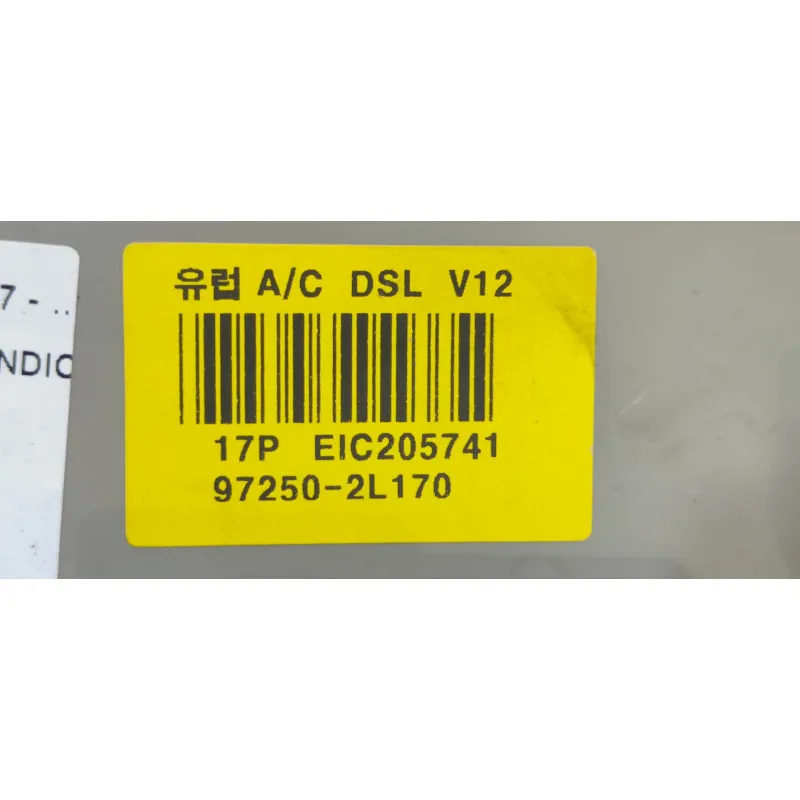 7 - ..
NDIC
유럽 A/C DSL V12
17P EIC205741
97250-2L170